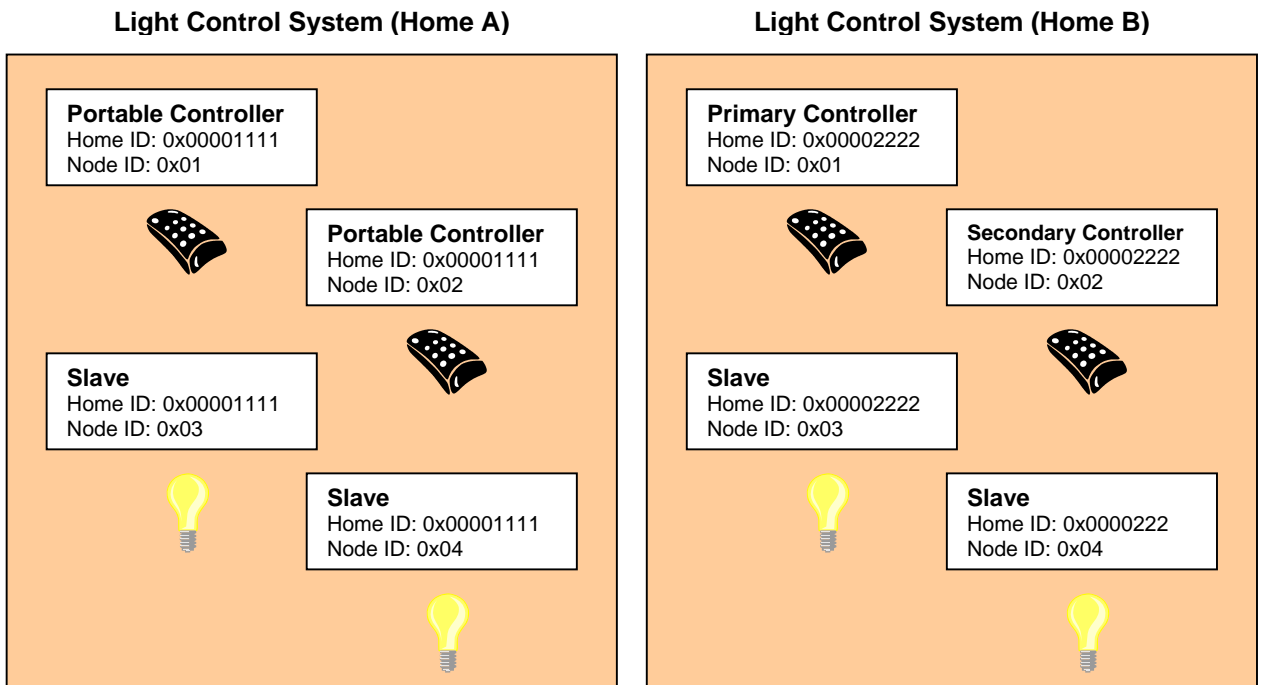 Light Control System (Home A)
Portable Controller
Home ID: 0x00001111
Node ID: 0x01
Portable Controller
Home ID: 0x00001111
Node ID: 0x02
Slave
Home ID: 0x00001111
Node ID: 0x03
Slave
Home ID: 0x00001111
Node ID: 0x04
Light Control System (Home B)
Primary Controller
Home ID: 0x00002222
Node ID: 0x01
Secondary Controller
Home ID: 0x00002222
Node ID: 0x02
Slave
Home ID: 0x00002222
Node ID: 0x03
Slave
Home ID: 0x0000222
Node ID: 0x04